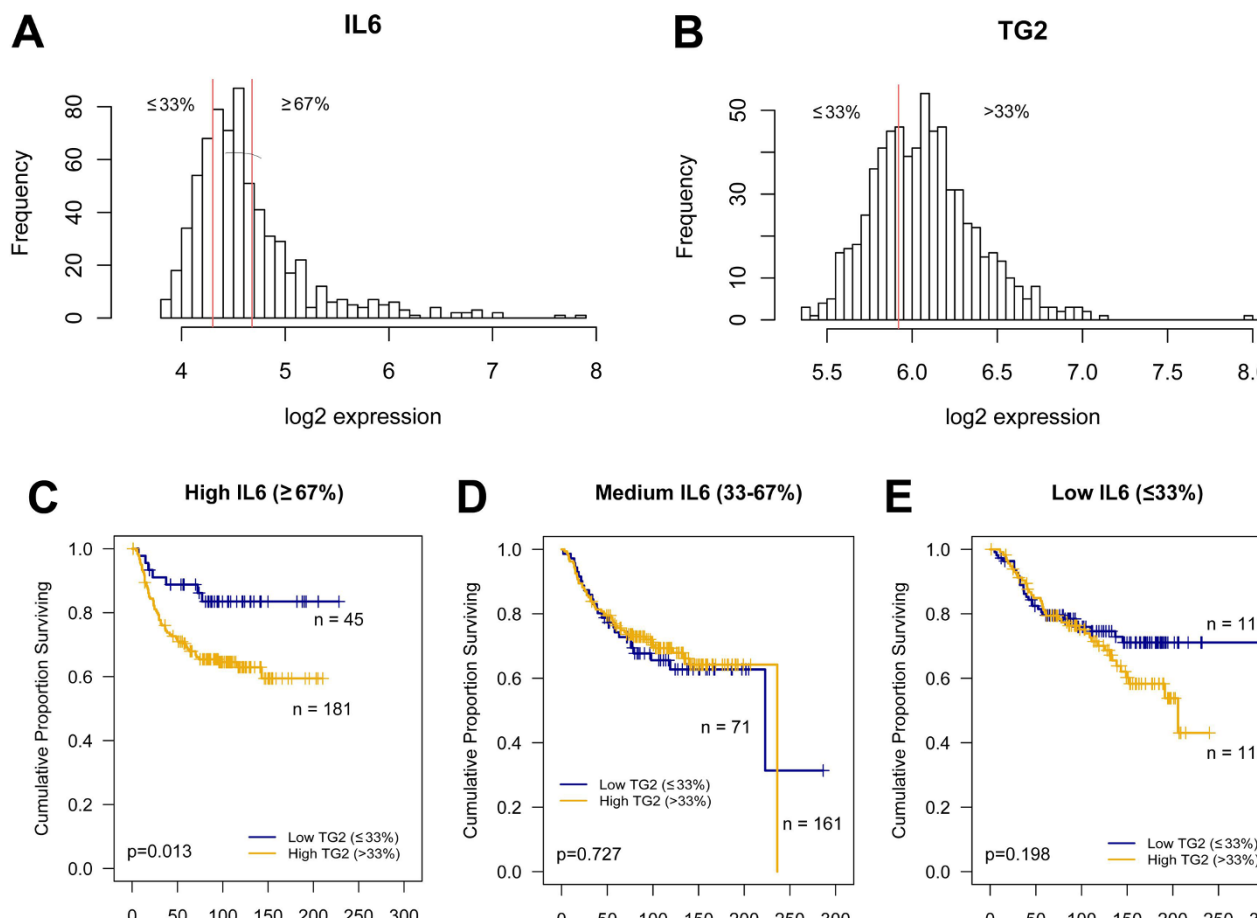 A
IL6
≤33%
≥67%
Frequency
80
60
40
20
0
4
5
6
7
8
log2 expression
B
TG2
≤33%
>33%
Frequency
50
30
10
0
5.5
6.0
6.5
7.0
7.5
8.0
log2 expression
C
High IL6 (≥67%)
Cumulative Proportion Surviving
1.0
0.8
0.6
0.4
0.2
0.0
n = 45
n = 181
Low TG2 (≤33%)
High TG2 (>33%)
p=0.013
0 50 100 150 200 250 300
D
Medium IL6 (33-67%)
Cumulative Proportion Surviving
1.0
0.8
0.6
0.4
0.2
0.0
n = 71
Low TG2 (≤33%)
High TG2 (>33%)
n = 161
p=0.727
0 50 100 150 200 250 300
E
Low IL6 (≤33%)
Cumulative Proportion Surviving
1.0
0.8
0.6
0.4
0.2
0.0
n = 11
n = 11
Low TG2 (≤33%)
High TG2 (>33%)
p=0.198
0 50 100 150 200 250